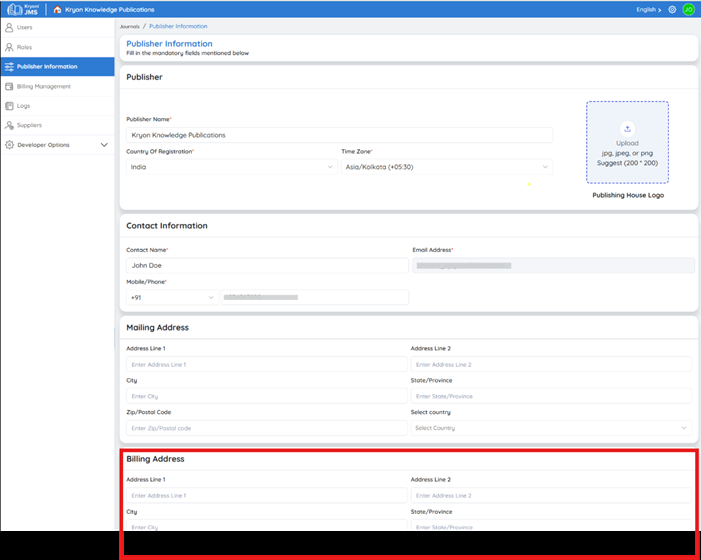 Kryoni
JMS
Kryon Knowledge Publications
English
JD
Users
Roles
Publisher Information
Billing Management
Logs
Suppliers
Developer Options
Journals / Publisher Information
Publisher Information
Fill in the mandatory fields mentioned below
Publisher
Publisher Name*
Kryon Knowledge Publications
Country Of Registration* Time Zone*
India Asia/Kolkata (+05:30)
Upload
jpg, jpeg, or png
Suggest (200 * 200)
Publishing House Logo
Contact Information
Contact Name* Email Address*
John Doe
Mobile/Phone*
+91
Mailing Address
Address Line 1 Address Line 2
Enter Address Line 1 Enter Address Line 2
City State/Province
Enter City Enter State/Province
Zip/Postal Code Select country
Enter Zip/Postal code Select Country
Billing Address
Address Line 1 Address Line 2
Enter Address Line 1 Enter Address Line 2
City State/Province
Enter City Enter State/Province